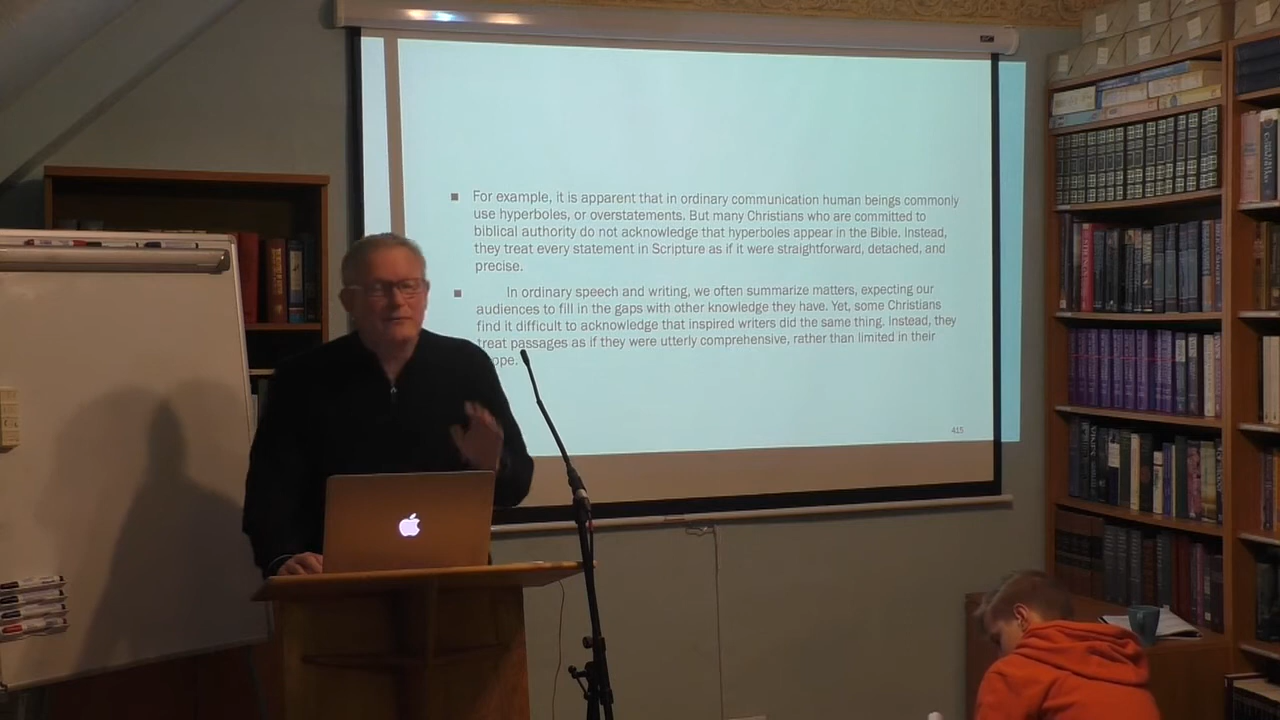 For example, it is apparent that in ordinary communication human beings commonly
use hyperboles, or overstatements. But many Christians who are committed to
biblical authority do not acknowledge that hyperboles appear in the Bible. Instead,
they treat every statement in Scripture as if it were straightforward, detached, and
precise.
In ordinary speech and writing, we often summarize matters, expecting our
audiences to fill in the gaps with other knowledge they have. Yet, some Christians
find it difficult to acknowledge that inspired writers did the same thing. Instead, they
treat passages as if they were utterly comprehensive, rather than limited in their
ope.
415